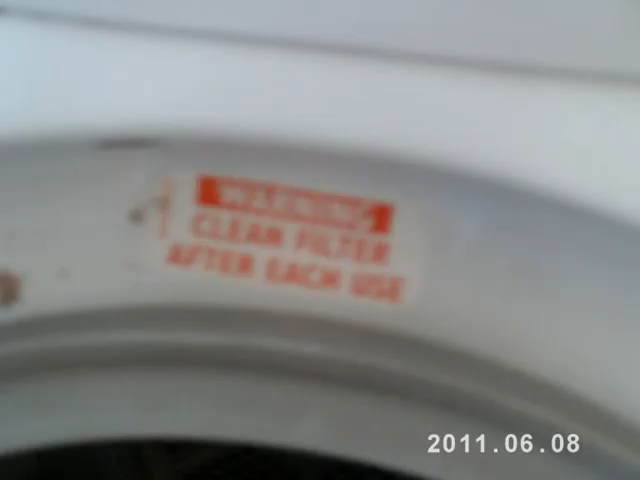 WARNING
CLEAN FILTER
AFTER EACH USE
2011.06.08